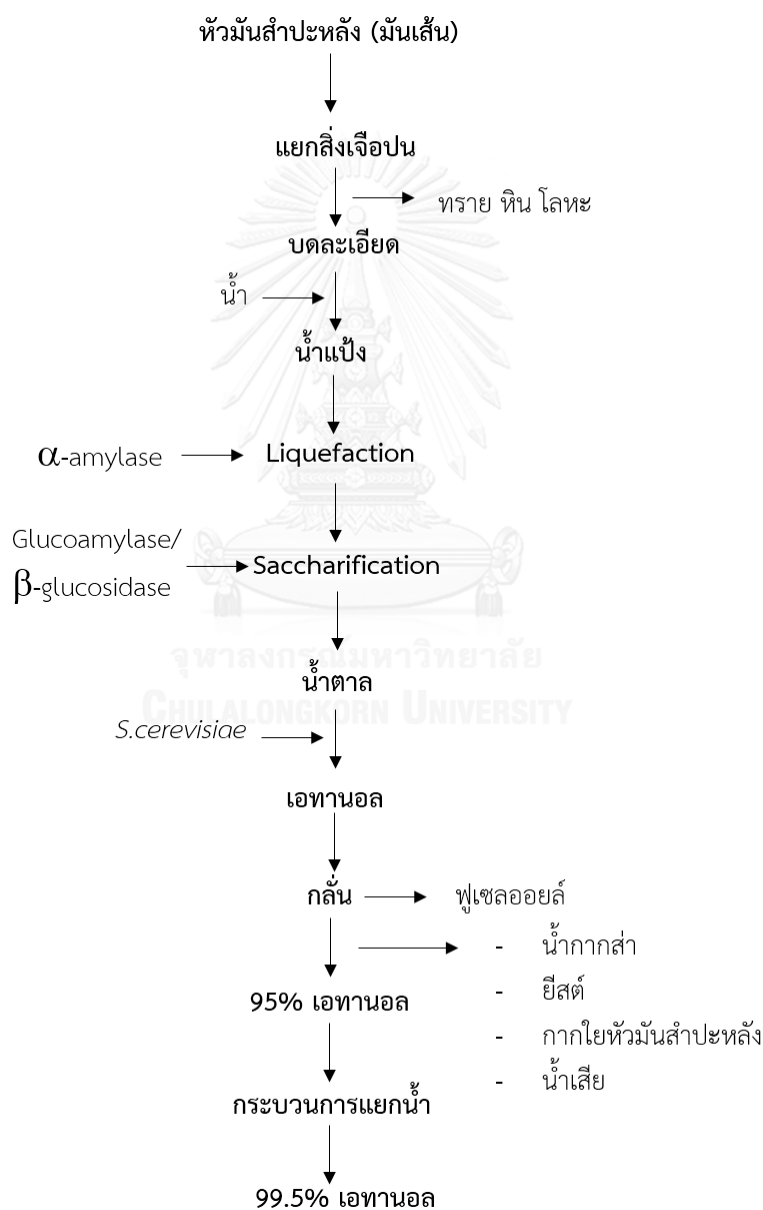 หัวมันสำปะหลัง (มันเส้น)
แยกสิ่งเจือปน
ทราย หิน โลหะ
บดละเอียด
น้ำ
น้ำแป้ง
α-amylase
Liquefaction
Glucoamylase/
β-glucosidase
Saccharification
จุฬาลงกรณ์มหาวิทยาลัย
น้ำตาล
CHULALONGKORN UNIVERSITY
S.cerevisiae
เอทานอล
กลั่น
ฟูเซลออยล์
- น้ำกากส่า
- ยีสต์
95% เอทานอล
- กากใยหัวมันสำปะหลัง
- น้ำเสีย
กระบวนการแยกน้ำ
99.5% เอทานอล